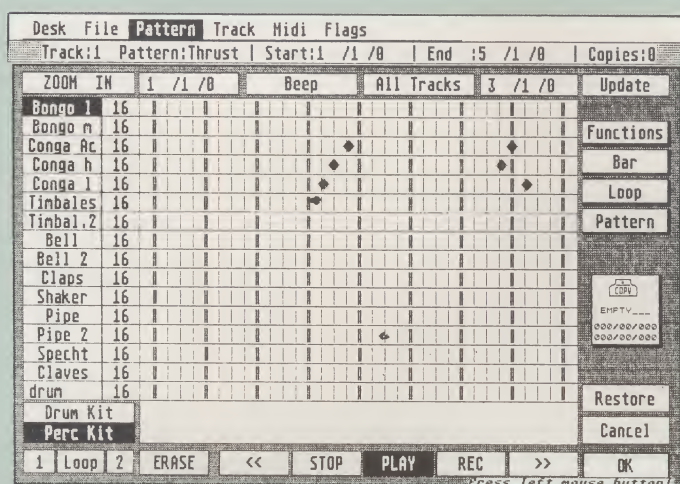 Desk File Pattern Track Midi Flags
Track:1 Pattern:Thrust | Start:1 /1 /0 | End :5 /1 /0 | Copies:0
ZOOM IN 1 /1 /0 Beep All Tracks 3 /1 /0 Update
Bongo l 16
Bongo m 16
Functions
Conga Ac 16
Conga h 16
Bar
Conga l 16
Loop
Timbales 16
Timbal.2 16
Pattern
Bell 16
Bell 2 16
Claps 16
COPY
Shaker 16
EMPTY___
Pipe 16
000/00/000
Pipe 2 16
000/00/000
Specht 16
Claves 16
drum 16
Restore
Drum Kit
Perc Kit
Cancel
1 Loop 2 ERASE << STOP PLAY REC >> OK
Press left mouse button!